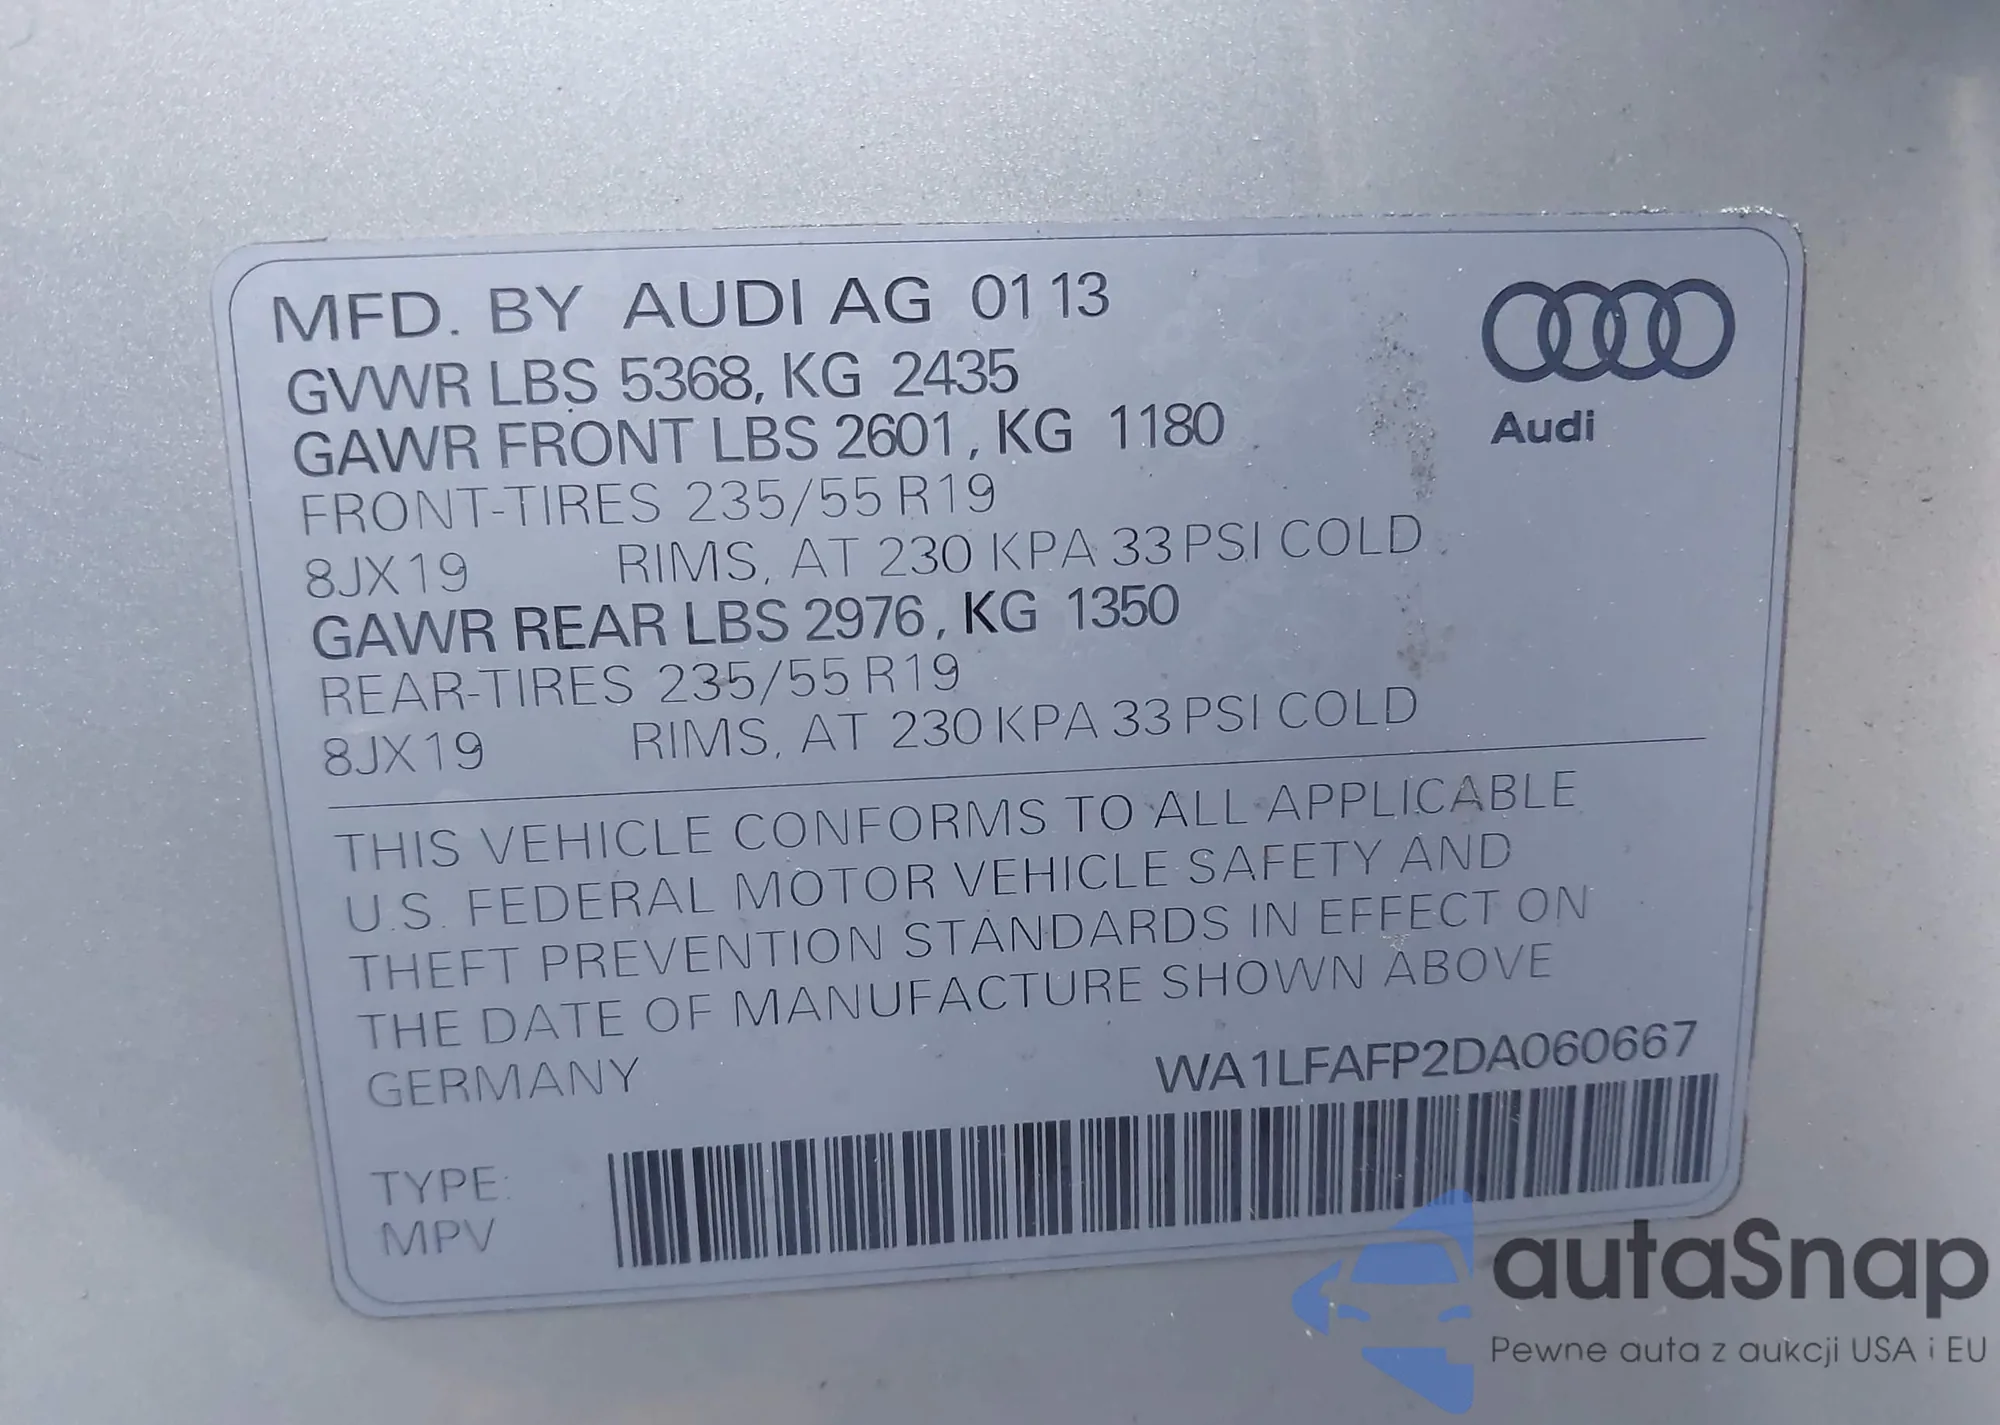 MFD. BY AUDI AG 01 13
GVWR LBS 5368, KG 2435
GAWR FRONT LBS 2601, KG 1180
FRONT-TIRES 235/55 R19
8JX19 RIMS, AT 230 KPA 33 PSI COLD
GAWR REAR LBS 2976, KG 1350
REAR-TIRES 235/55 R19
8JX19 RIMS, AT 230 KPA 33 PSI COLD
Audi
THIS VEHICLE CONFORMS TO ALL APPLICABLE
U.S. FEDERAL MOTOR VEHICLE SAFETY AND
THEFT PREVENTION STANDARDS IN EFFECT ON
THE DATE OF MANUFACTURE SHOWN ABOVE
GERMANY WA1LFAFP2DA060667
TYPE:
MPV
autaSnap
Pewne auta z aukcji USA i EU